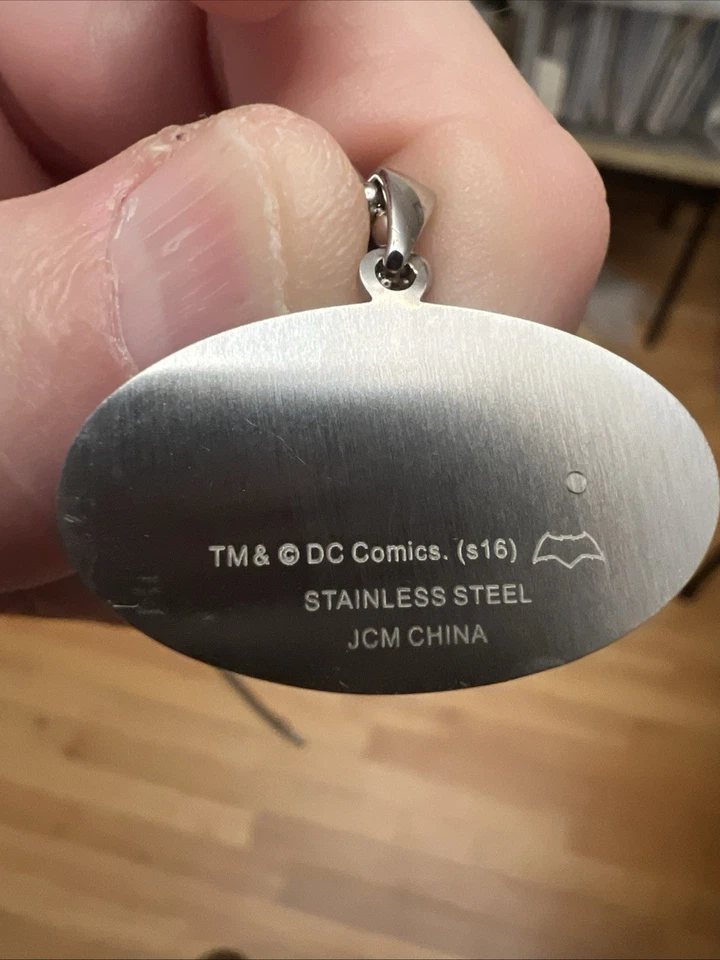 TM & © DC Comics. (s16)
STAINLESS STEEL
JCM CHINA